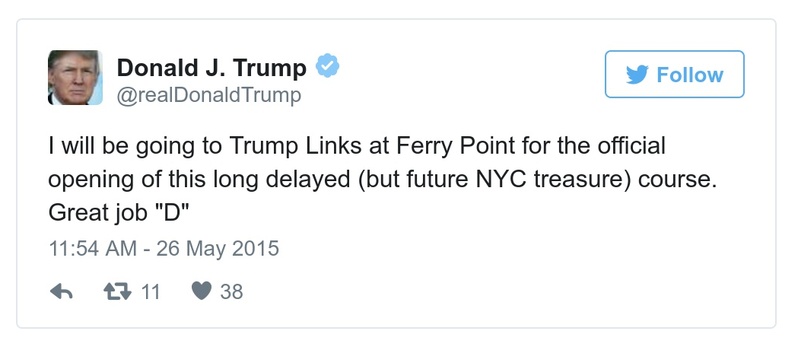 Donald J. Trump
@realDonaldTrump
Follow
I will be going to Trump Links at Ferry Point for the official
opening of this long delayed (but future NYC treasure) course.
Great job "D"
11:54 AM - 26 May 2015
11 38